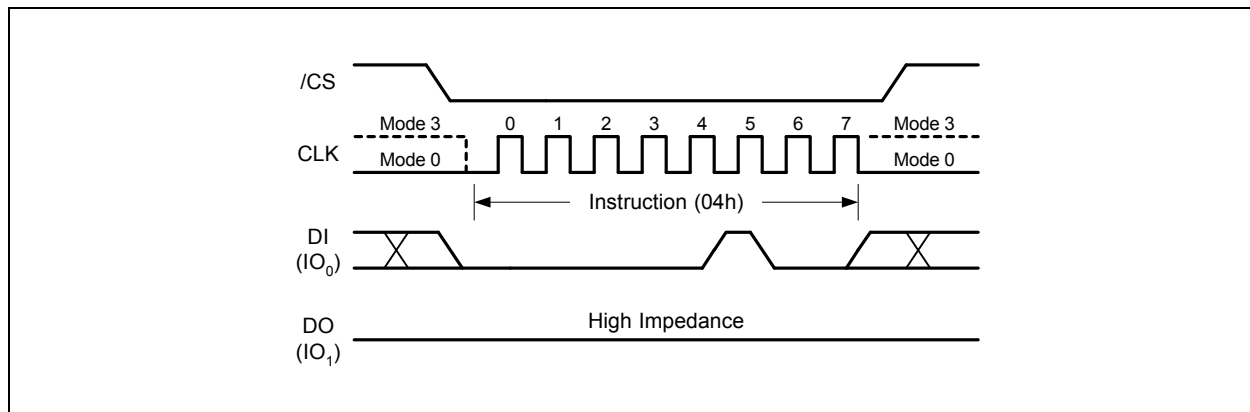 /CS
Mode 3 0 1 2 3 4 5 6 7 Mode 3
CLK
Mode 0 Mode 0
Instruction (04h)
DI
(IO0)
High Impedance
DO
(IO1)